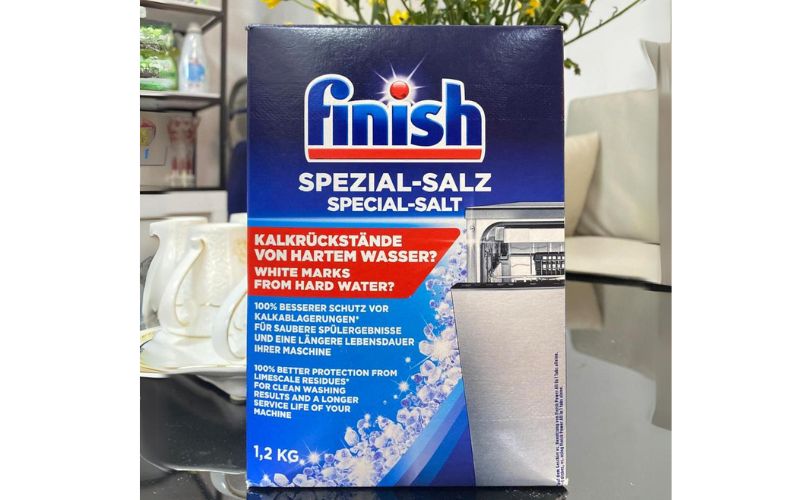 finish
SPEZIAL-SALZ
SPECIAL-SALT
KALKRÜCKSTÄNDE
VON HARTEM WASSER?
WHITE MARKS
FROM HARD WATER?
100% BESSERER SCHUTZ VOR
KALKABLAGERUNGEN*
FÜR SAUBERE SPÜLERGEBNISSE
UND EINE LÄNGERE LEBENSDAUER
IHRER MASCHINE
100% BETTER PROTECTION FROM
LIMESCALE RESIDUES*
FOR CLEAN WASHING
RESULTS AND A LONGER
SERVICE LIFE OF YOUR
MACHINE
1,2 KG